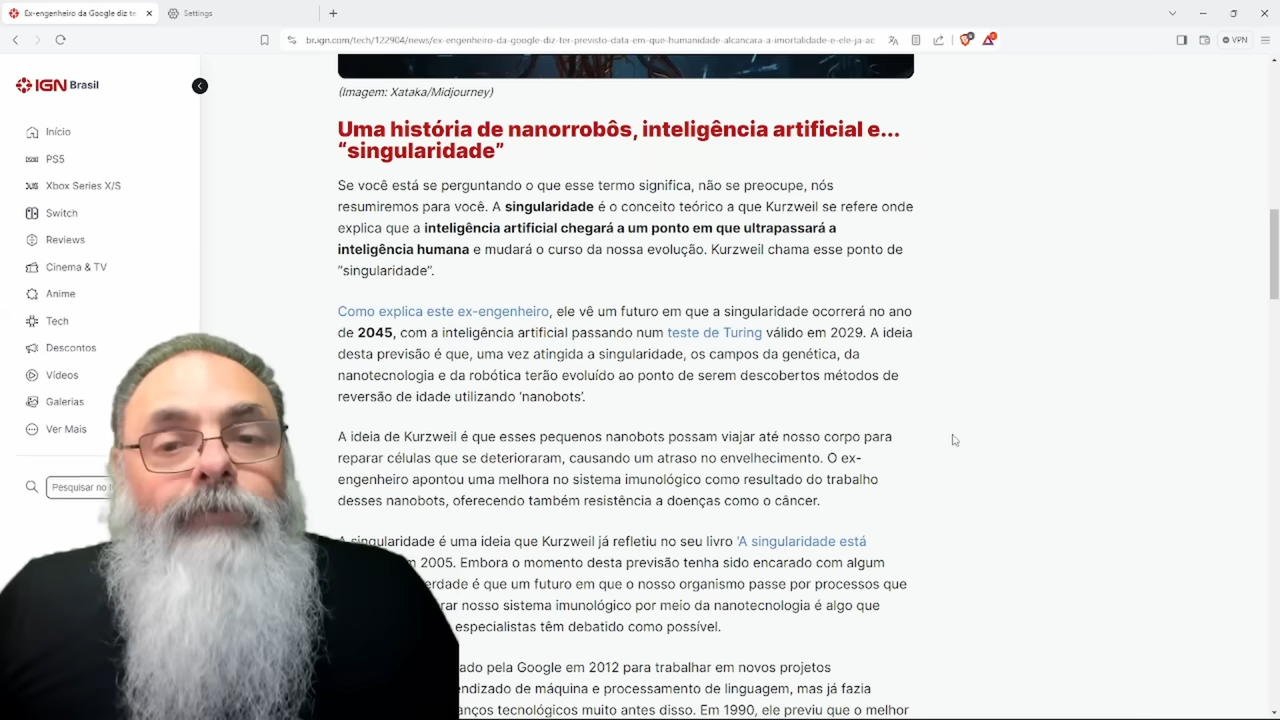 Ex-engenheiro da Google diz te
Settings
br.ign.com/tech/122904/news/ex-engenheiro-da-google-diz-ter-previsto-data-em-que-humanidade-alcancara-a-imortalidade-e-ele-ja-ac
VPN
IGN Brasil
Início
PS5
Xbox Series X/S
Switch
Reviews
Cinema & TV
Anime
Tech
Descontos
Vídeos
Galerias
Ver Mais
Pesquisar no
(Imagem: Xataka/Midjourney)
Uma história de nanorrobôs, inteligência artificial e...
“singularidade”
Se você está se perguntando o que esse termo significa, não se preocupe, nós
resumiremos para você. A singularidade é o conceito teórico a que Kurzweil se refere onde
explica que a inteligência artificial chegará a um ponto em que ultrapassará a
inteligência humana e mudará o curso da nossa evolução. Kurzweil chama esse ponto de
“singularidade”.
Como explica este ex-engenheiro, ele vê um futuro em que a singularidade ocorrerá no ano
de 2045, com a inteligência artificial passando num teste de Turing válido em 2029. A ideia
desta previsão é que, uma vez atingida a singularidade, os campos da genética, da
nanotecnologia e da robótica terão evoluído ao ponto de serem descobertos métodos de
reversão de idade utilizando ‘nanobots’.
A ideia de Kurzweil é que esses pequenos nanobots possam viajar até nosso corpo para
reparar células que se deterioraram, causando um atraso no envelhecimento. O ex-
engenheiro apontou uma melhora no sistema imunológico como resultado do trabalho
desses nanobots, oferecendo também resistência a doenças como o câncer.
A singularidade é uma ideia que Kurzweil já refletiu no seu livro 'A singularidade está
2005. Embora o momento desta previsão tenha sido encarado com algum
erdade é que um futuro em que o nosso organismo passe por processos que
rar nosso sistema imunológico por meio da nanotecnologia é algo que
especialistas têm debatido como possível.
ado pela Google em 2012 para trabalhar em novos projetos
endizado de máquina e processamento de linguagem, mas já fazia
anços tecnológicos muito antes disso. Em 1990, ele previu que o melhor